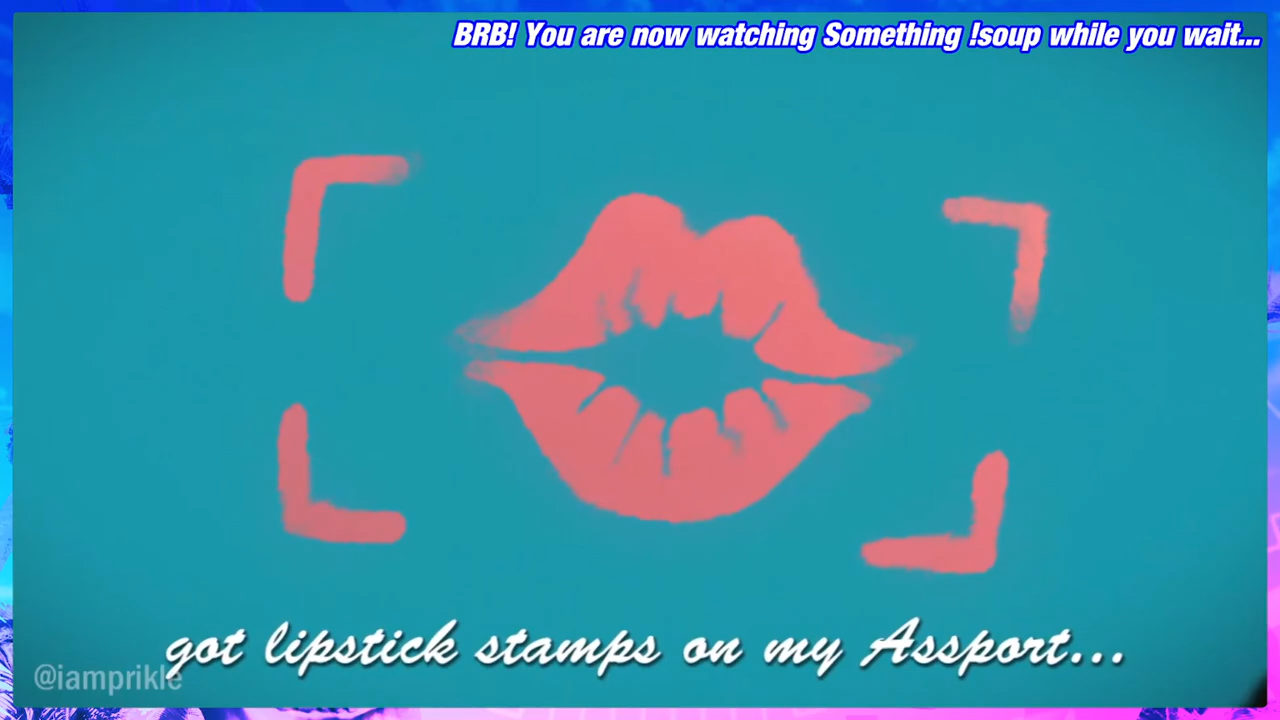 BRB! You are now watching Something !soup while you wait...
got lipstick stamps on my Assport...
@iamprikle